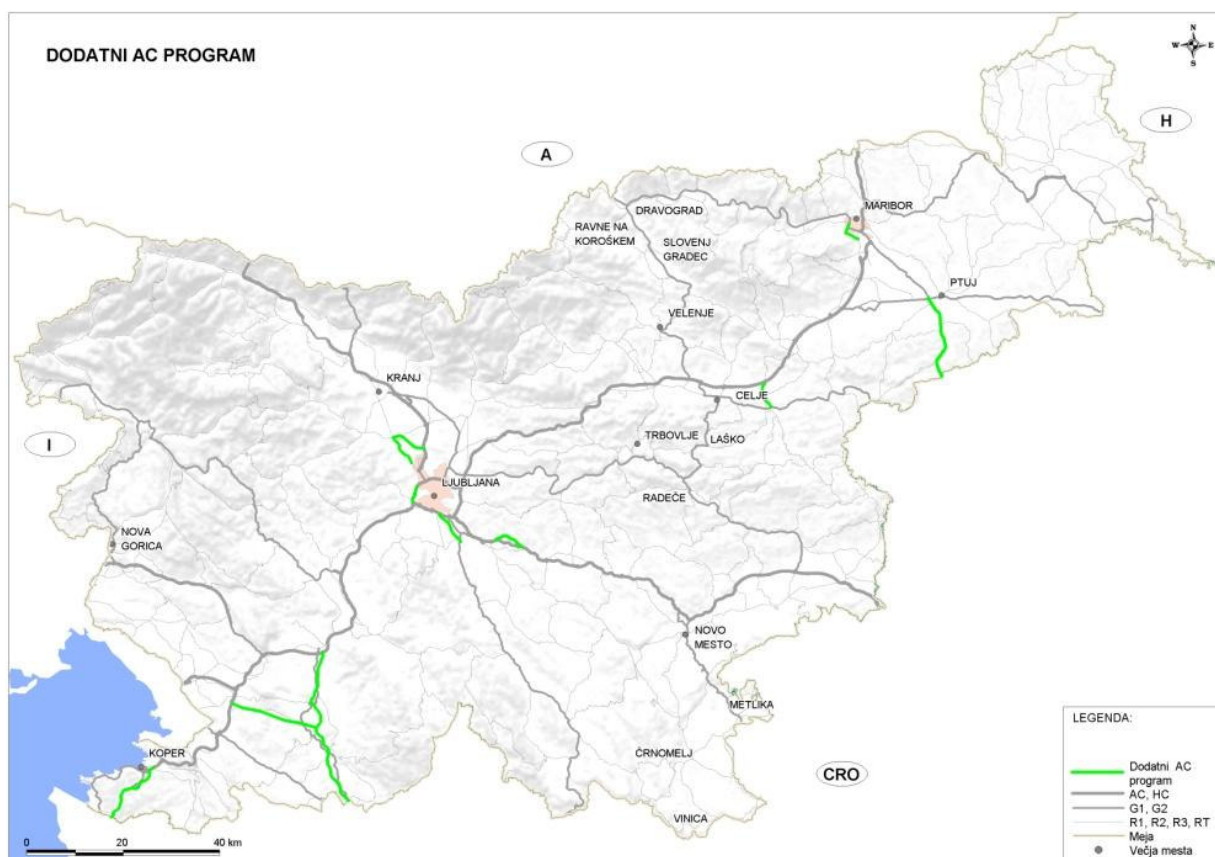 DODATNI AC PROGRAM
N
W E
S
H
A
DRAVOGRAD
MARIBOR
RAVNE NA
KOROŠKEM
SLOVENJ
GRADEC
PTUJ
VELENJE
KRANJ
CELJE
I
TRBOVLJE
LAŠKO
LJUBLJANA
RADEČE
NOVA
GORICA
NOVO
MESTO
METLIKA
KOPER
ČRNOMELJ
CRO
VINICA
LEGENDA:
Dodatni AC
program
AC, HC
G1, G2
R1, R2, R3, RT
Meja
Večja mesta
0 20 40 km